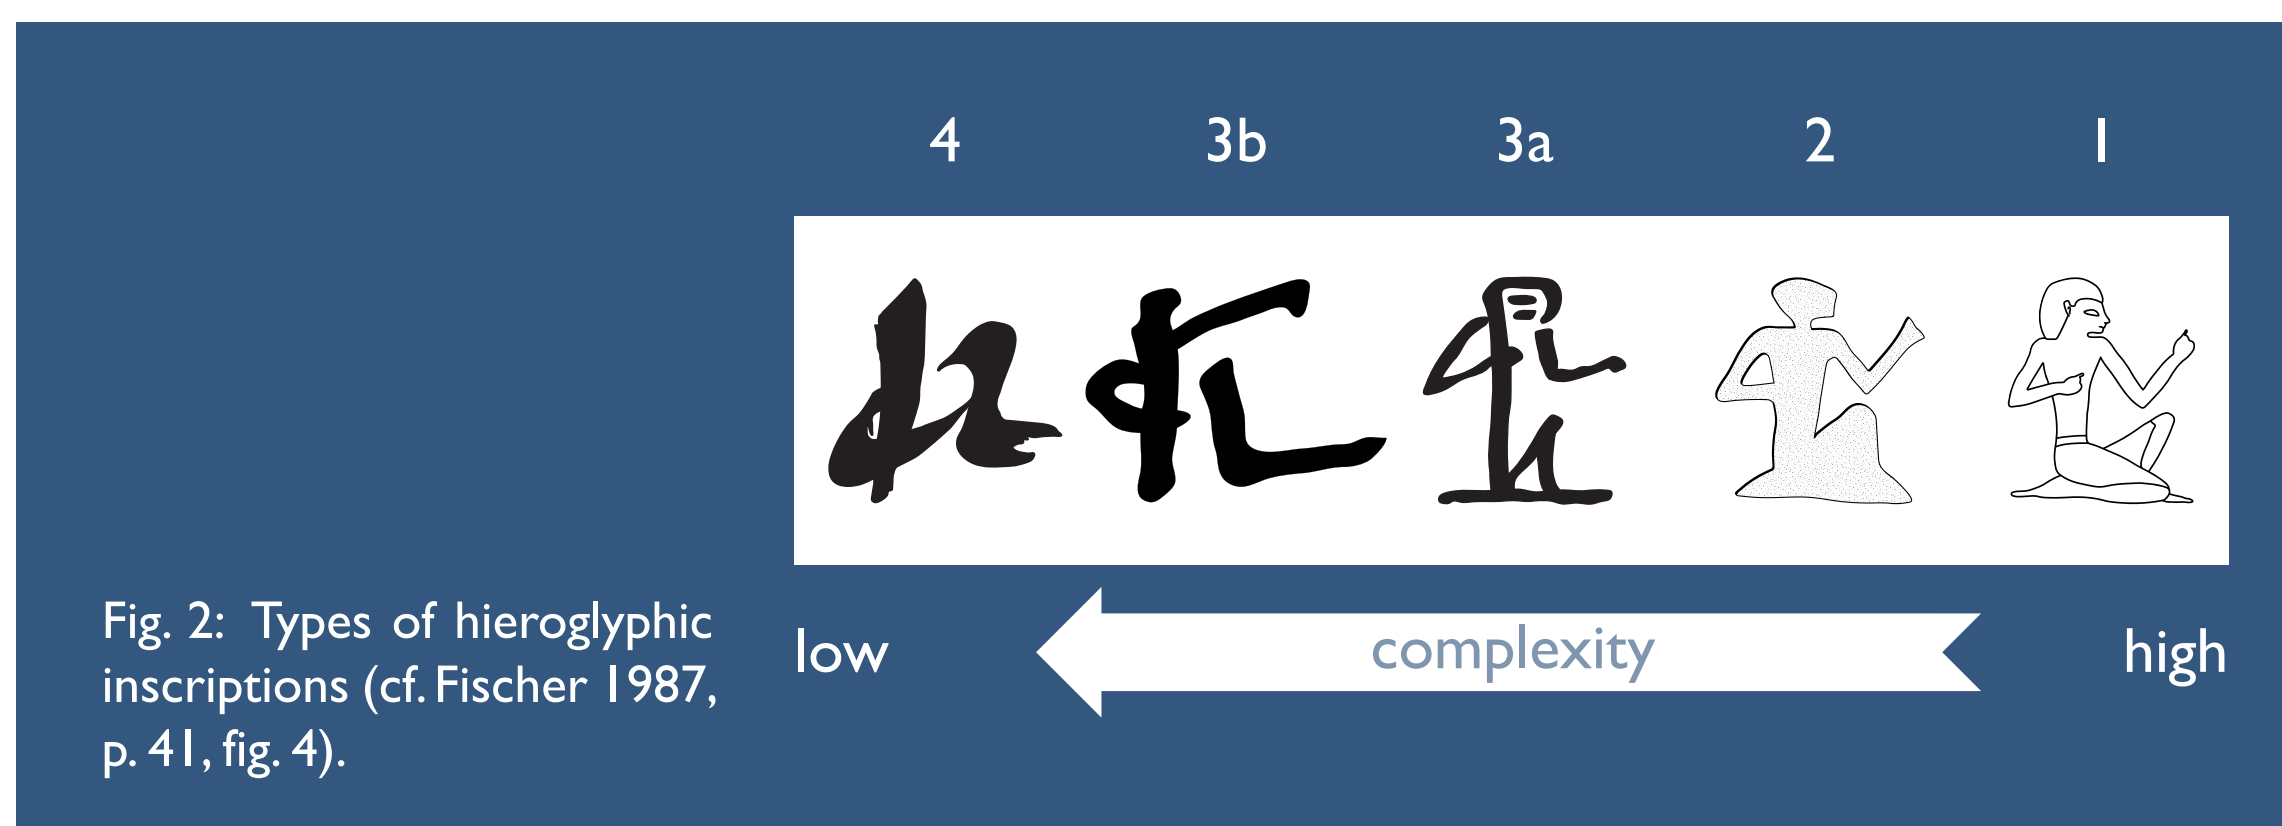 4 3b 3a 2 1
low complexity high
Fig. 2: Types of hieroglyphic
inscriptions (cf. Fischer 1987,
p. 41, fig. 4).